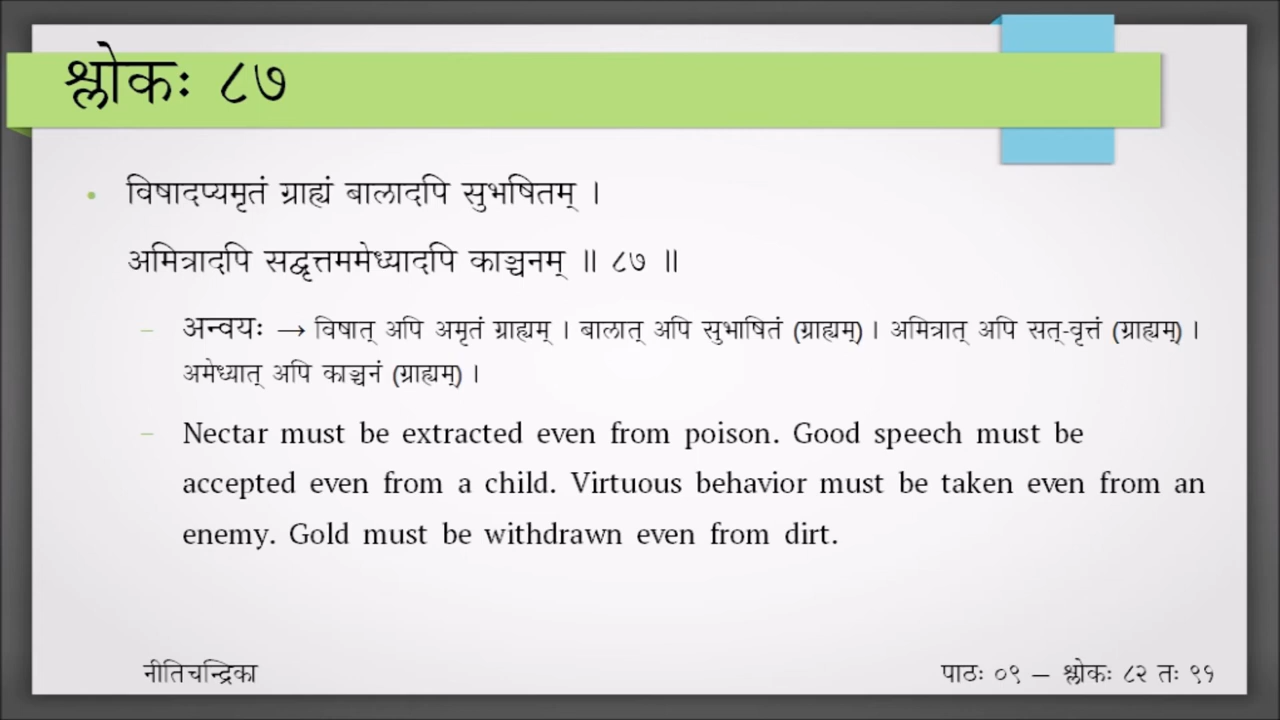 श्लोकः ८७
• विषादप्यमृतं ग्राह्यं बालादपि सुभषितम् ।
अमित्रादपि सद्वृत्तममेध्यादपि काञ्चनम् ॥ ८७ ॥
– अन्वयः → विषात् अपि अमृतं ग्राह्यम् । बालात् अपि सुभाषितं (ग्राह्यम्) । अमित्रात् अपि सत्-वृत्तं (ग्राह्यम्) ।
अमेध्यात् अपि काञ्चनं (ग्राह्यम्) ।
– Nectar must be extracted even from poison. Good speech must be
accepted even from a child. Virtuous behavior must be taken even from an
enemy. Gold must be withdrawn even from dirt.
नीतिचन्द्रिका
पाठः ०९ – श्लोकः ८२ तः ९१